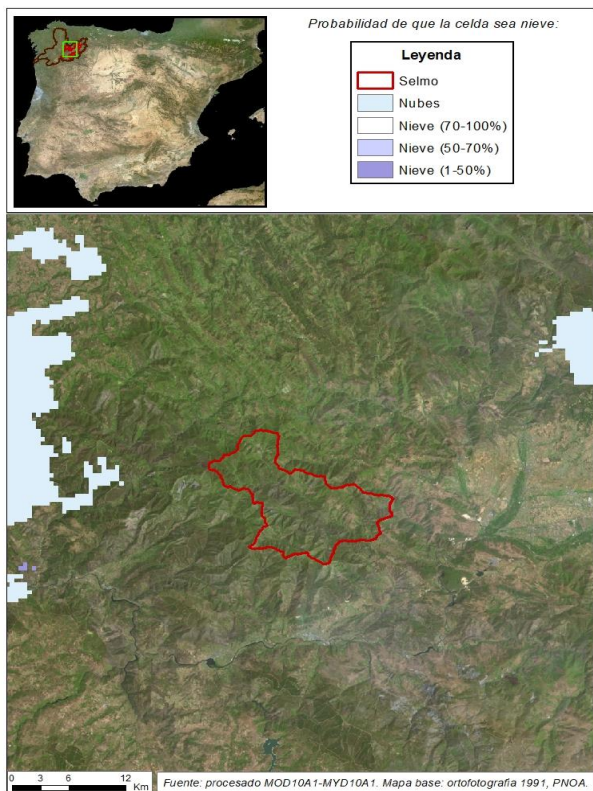 Probabilidad de que la celda sea nieve:
Leyenda
Selmo
Nubes
Nieve (70-100%)
Nieve (50-70%)
Nieve (1-50%)
0 3 6 12
Km
Fuente: procesado MOD10A1-MYD10A1. Mapa base: ortofotografia 1991, PNOA.